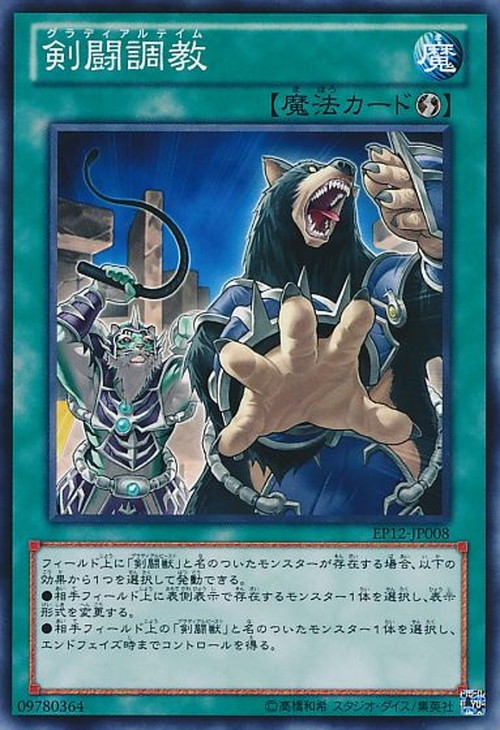 グラディアルテイム
剣闘調教
魔
まほう
【魔法カード】
EP12-JP008
フィールド上に「剣闘獣」と名のついたモンスターが存在する場合、以下の
効果から1つを選択して発動できる。
●相手フィールド上に表側表示で存在するモンスター1体を選択し、表示
形式を変更する。
●相手フィールド上の「剣闘獣」と名のついたモンスター1体を選択し、
エンドフェイズ時までコントロールを得る。
09780364
©高橋和希 スタジオ・ダイス/集英社